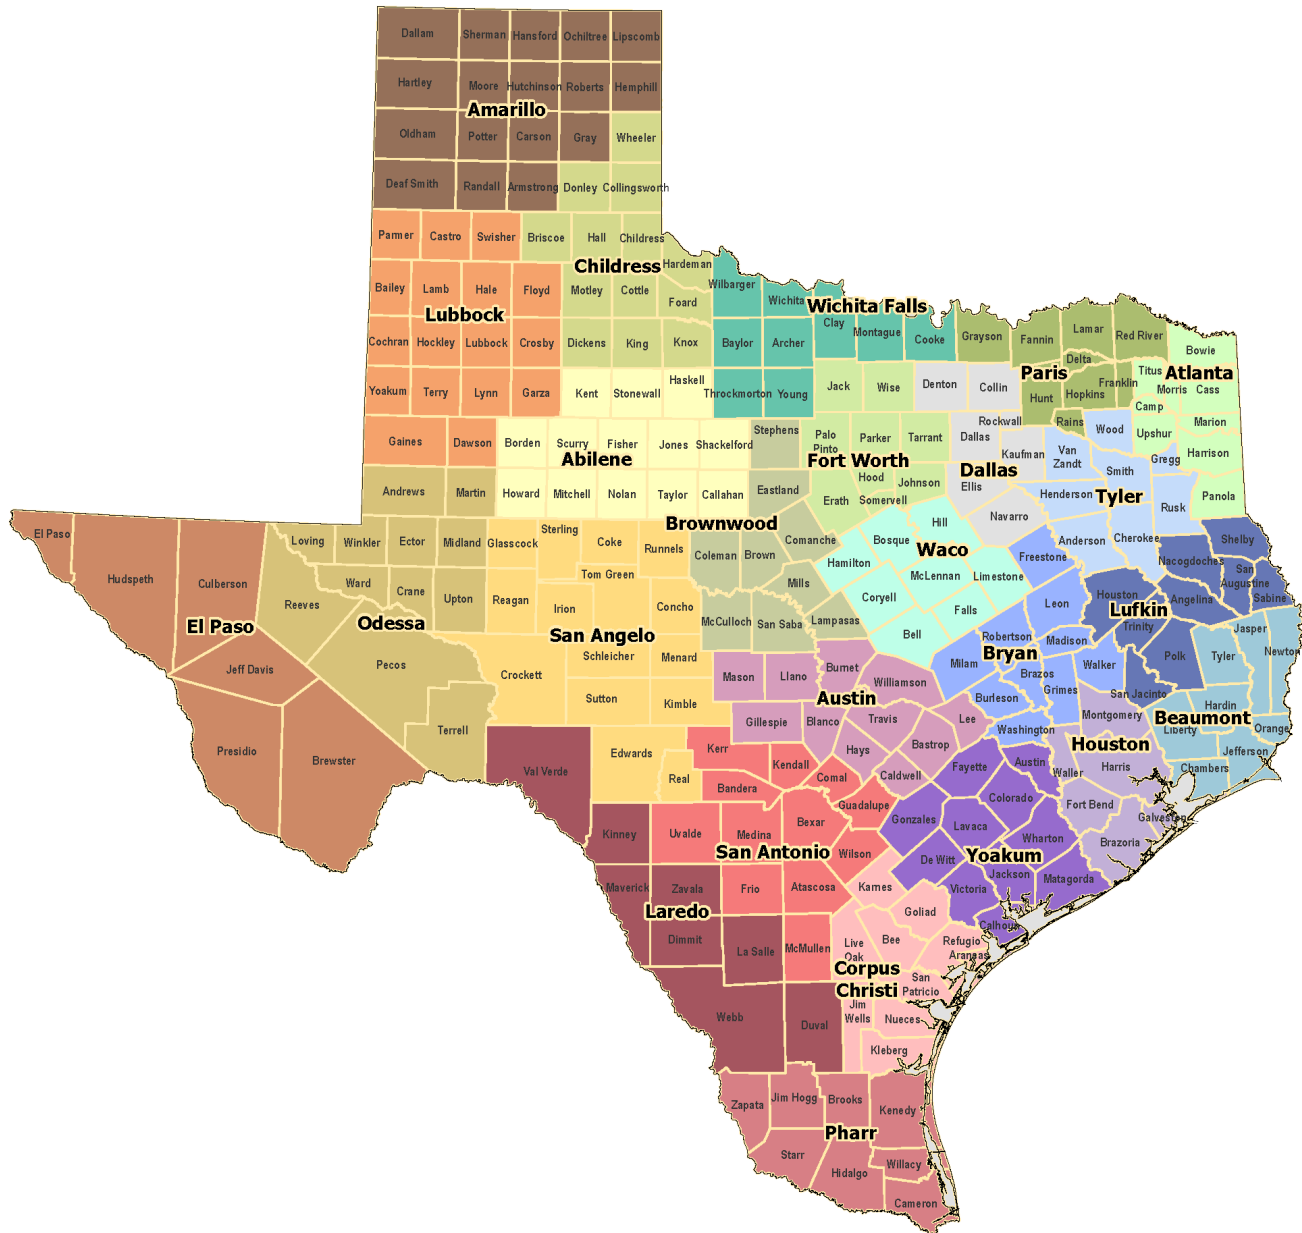 Dallam Sherman Hansford Ochiltree Lipscomb
Hartley Moore Hutchinson Roberts Hemphill
Amarillo
Oldham Potter Carson Gray Wheeler
Deaf Smith Randall Armstrong Donley Collingsworth
Parmer Castro Swisher Briscoe Hall Childress
Childress Hardeman
Bailey Lamb Hale Floyd Motley Cottle Foard Wilbarger Wichita
Lubbock Wichita Falls
Clay Montague Cooke Grayson Fannin Lamar Red River
Cochran Hockley Lubbock Crosby Dickens King Knox Baylor Archer
Bowie
Delta
Paris Atlanta
Titus
Yoakum Terry Lynn Garza Kent Stonewall Haskell Throckmorton Young Jack Wise Denton Collin Hunt Hopkins Franklin Morris Cass
Camp
Rockwall Rains Wood Upshur Marion
Gaines Dawson Borden Scurry Fisher Jones Shackelford Stephens
Palo
Pinto
Parker Tarrant Dallas Kaufman
Van
Zandt
Smith Gregg Harrison
Abilene Fort Worth Dallas
Hood Johnson Ellis
Tyler
Andrews Martin Howard Mitchell Nolan Taylor Callahan Eastland Erath Somervell Henderson Rusk Panola
Brownwood
Navarro
Hill
El Paso Hudspeth Culberson
Loving Winkler Ector Midland Glasscock Sterling Coke Runnels Coleman Brown Comanche Bosque
Waco
Freestone Anderson Cherokee Nacogdoches Shelby
Hamilton McLennan Limestone
San
Augustine
Sabine
Reeves Ward Crane Upton Reagan Tom Green Irion Concho Mills Coryell Falls Leon Houston Angelina
Lufkin
El Paso Odessa San Angelo
McCulloch San Saba Lampasas Bell Robertson Madison Trinity
Bryan
Jeff Davis Pecos Crockett Schleicher Menard Mason Llano Burnet Williamson Milam Brazos Walker Polk Tyler Jasper Newton
Austin
Grimes San Jacinto Hardin
Presidio Brewster Terrell Sutton Kimble Gillespie Blanco Travis Lee Burleson Montgomery Liberty Orange
Beaumont
Houston
Washington
Val Verde Edwards Real Kerr Kendall Hays Bastrop Fayette Austin Waller Harris Chambers Jefferson
Bandera Comal Caldwell
Guadalupe Colorado Fort Bend Galveston
Kinney Uvalde Medina Bexar Gonzales Lavaca Wharton Brazoria
San Antonio
Wilson De Witt
Yoakum
Maverick Zavala Frio Atascosa Karnes Victoria Jackson Matagorda
Laredo
Goliad Calhoun
Dimmit La Salle McMullen
Live
Oak
Bee Refugio
Aransas
Corpus
Christi
San
Patricio
Webb Duval
Jim
Wells
Nueces
Kleberg
Zapata Jim Hogg Brooks Kenedy
Pharr
Starr Hidalgo Willacy
Cameron